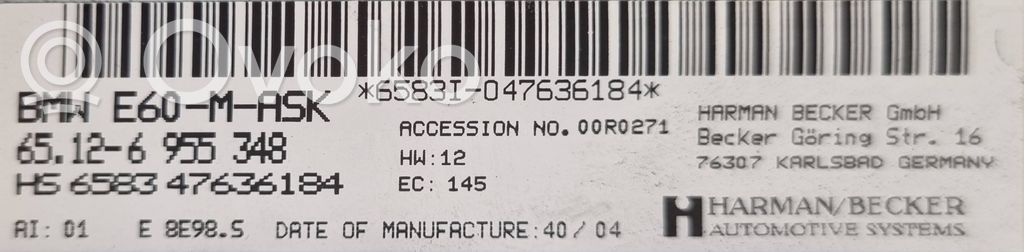 © Ovoko
*6583I-047636184*
BMW E60-M-ASK
65.12-6 955 348
HS 6583 47636184
AI: 01 E 8E98.S DATE OF MANUFACTURE: 40/04
ACCESSION NO.00R0271
HW:12
EC: 145
HARMAN BECKER GmbH
Becker Göring Str. 16
76307 KARLSBAD GERMANY
HARMAN/BECKER
AUTOMOTIVE SYSTEMS